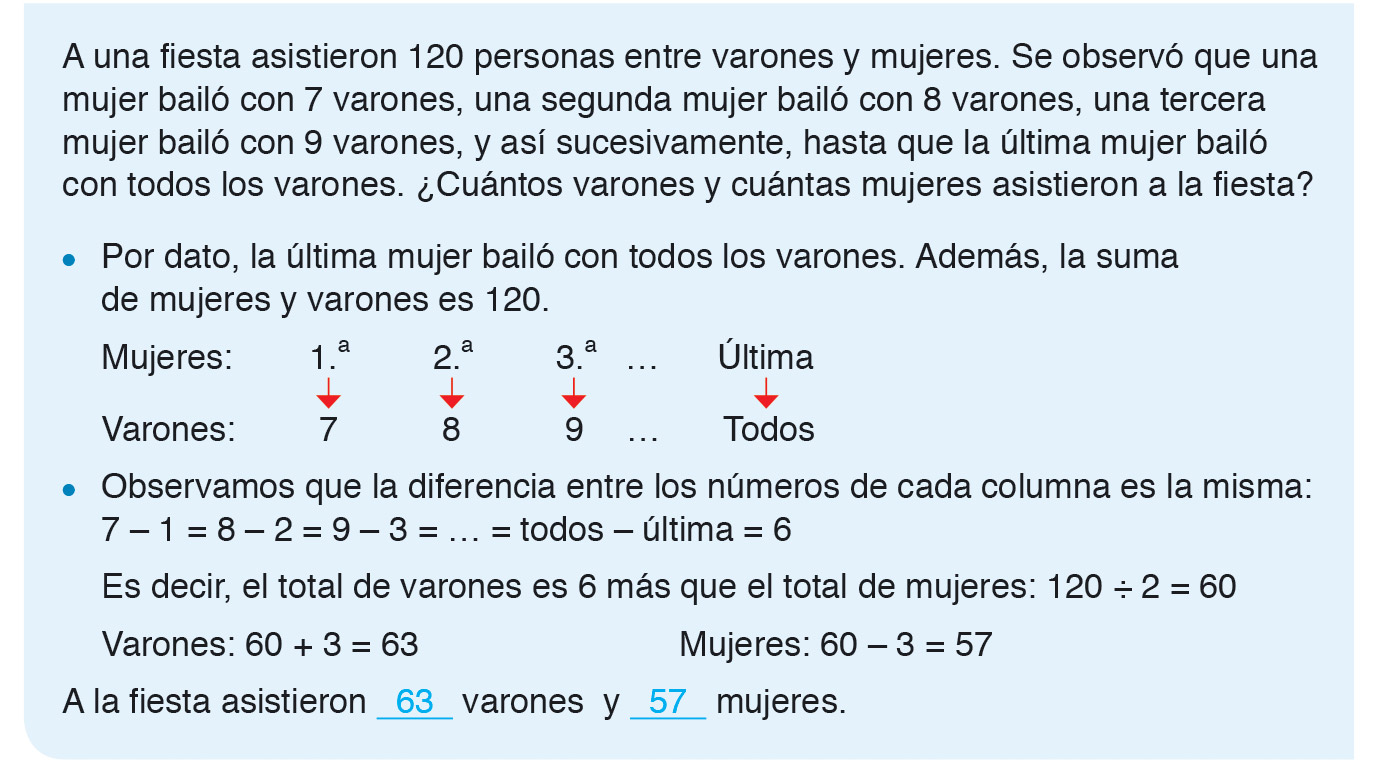 A una fiesta asistieron 120 personas entre varones y mujeres. Se observó que una
mujer bailó con 7 varones, una segunda mujer bailó con 8 varones, una tercera
mujer bailó con 9 varones, y así sucesivamente, hasta que la última mujer bailó
con todos los varones. ¿Cuántos varones y cuántas mujeres asistieron a la fiesta?
• Por dato, la última mujer bailó con todos los varones. Además, la suma
de mujeres y varones es 120.
Mujeres: 1.ª 2.ª 3.ª … Última
Varones: 7 8 9 … Todos
• Observamos que la diferencia entre los números de cada columna es la misma:
7 – 1 = 8 – 2 = 9 – 3 = … = todos – última = 6
Es decir, el total de varones es 6 más que el total de mujeres: 120 ÷ 2 = 60
Varones: 60 + 3 = 63 Mujeres: 60 – 3 = 57
A la fiesta asistieron 63 varones y 57 mujeres.